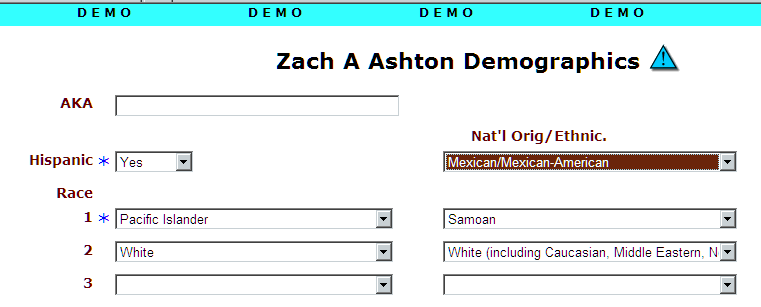 DEMO DEMO DEMO DEMO
Zach A Ashton Demographics
AKA
Nat'l Orig/Ethnic.
Hispanic * Yes Mexican/Mexican-American
Race
1 * Pacific Islander Samoan
2 White White (including Caucasian, Middle Eastern, N
3